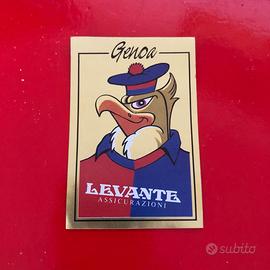 Genoa
LEVANTE
ASSICURAZIONI
subito